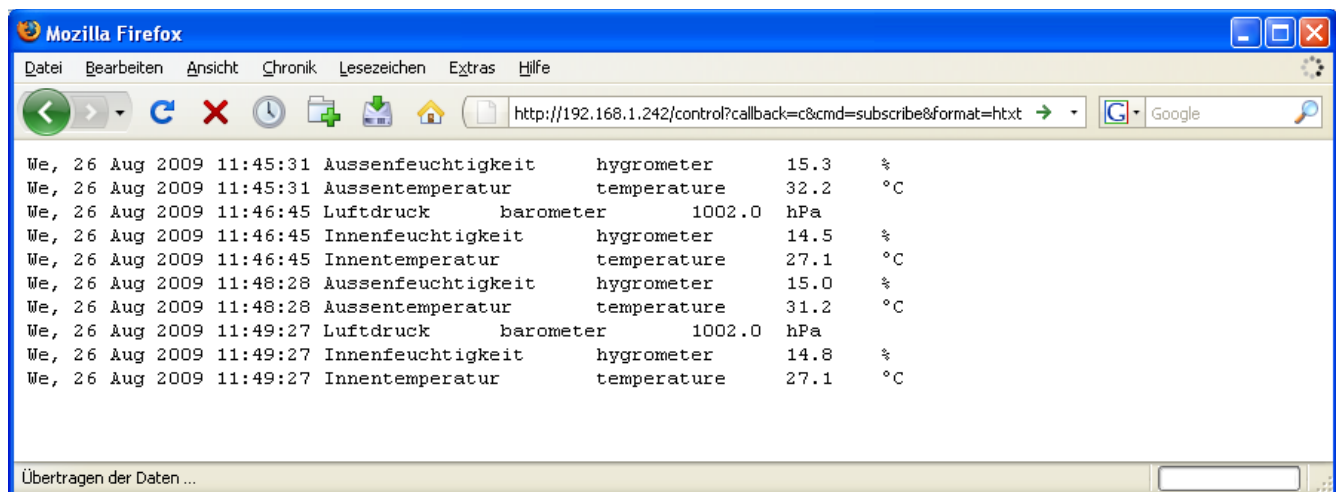 Mozilla Firefox
Datei Bearbeiten Ansicht Chronik Lesezeichen Extras Hilfe
http://192.168.1.242/control?callback=c&cmd=subscribe&format=htxt G Google
We, 26 Aug 2009 11:45:31 Aussenfeuchtigkeit hygrometer 15.3 %
We, 26 Aug 2009 11:45:31 Aussentemperatur temperature 32.2 °C
We, 26 Aug 2009 11:46:45 Luftdruck barometer 1002.0 hPa
We, 26 Aug 2009 11:46:45 Innenfeuchtigkeit hygrometer 14.5 %
We, 26 Aug 2009 11:46:45 Innentemperatur temperature 27.1 °C
We, 26 Aug 2009 11:48:28 Aussenfeuchtigkeit hygrometer 15.0 %
We, 26 Aug 2009 11:48:28 Aussentemperatur temperature 31.2 °C
We, 26 Aug 2009 11:49:27 Luftdruck barometer 1002.0 hPa
We, 26 Aug 2009 11:49:27 Innenfeuchtigkeit hygrometer 14.8 %
We, 26 Aug 2009 11:49:27 Innentemperatur temperature 27.1 °C
Übertragen der Daten ...